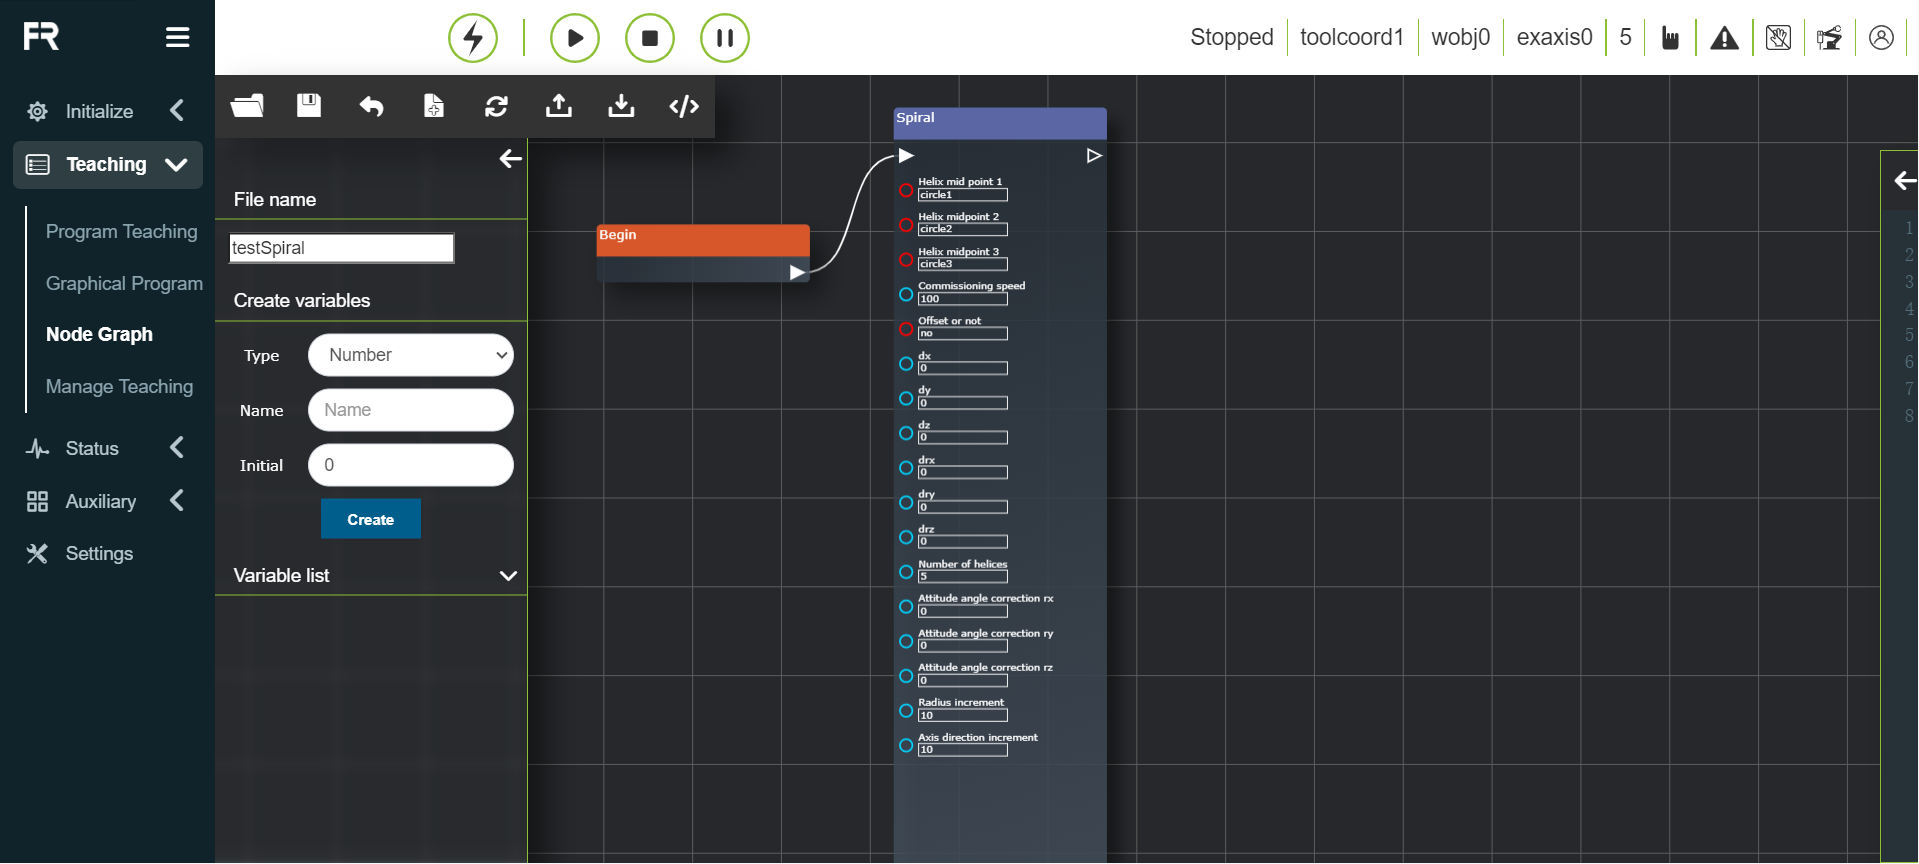 FR
Stopped
toolcoord1
wobj0
exaxis0
5
Initialize
Teaching
Program Teaching
Graphical Program
Node Graph
Manage Teaching
Status
Auxiliary
Settings
File name
testSpiral
Create variables
Type
Number
Name
Name
Initial
0
Create
Variable list
Begin
Spiral
Helix mid point 1
circle1
Helix midpoint 2
circle2
Helix midpoint 3
circle3
Commissioning speed
100
Offset or not
no
dx
0
dy
0
dz
0
drx
0
dry
0
drz
0
Number of helices
5
Attitude angle correction rx
0
Attitude angle correction ry
0
Attitude angle correction rz
0
Radius increment
10
Axis direction increment
10
1
2
3
4
5
6
7
8